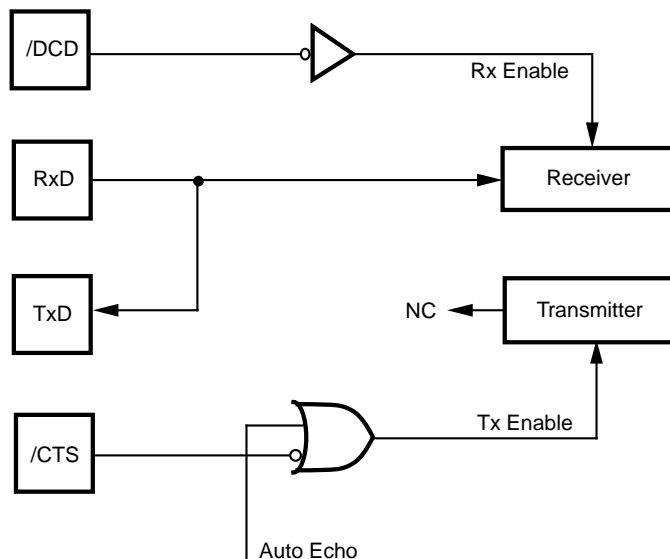 /DCD
Rx Enable
RxD
Receiver
TxD
NC
Transmitter
/CTS
Tx Enable
Auto Echo